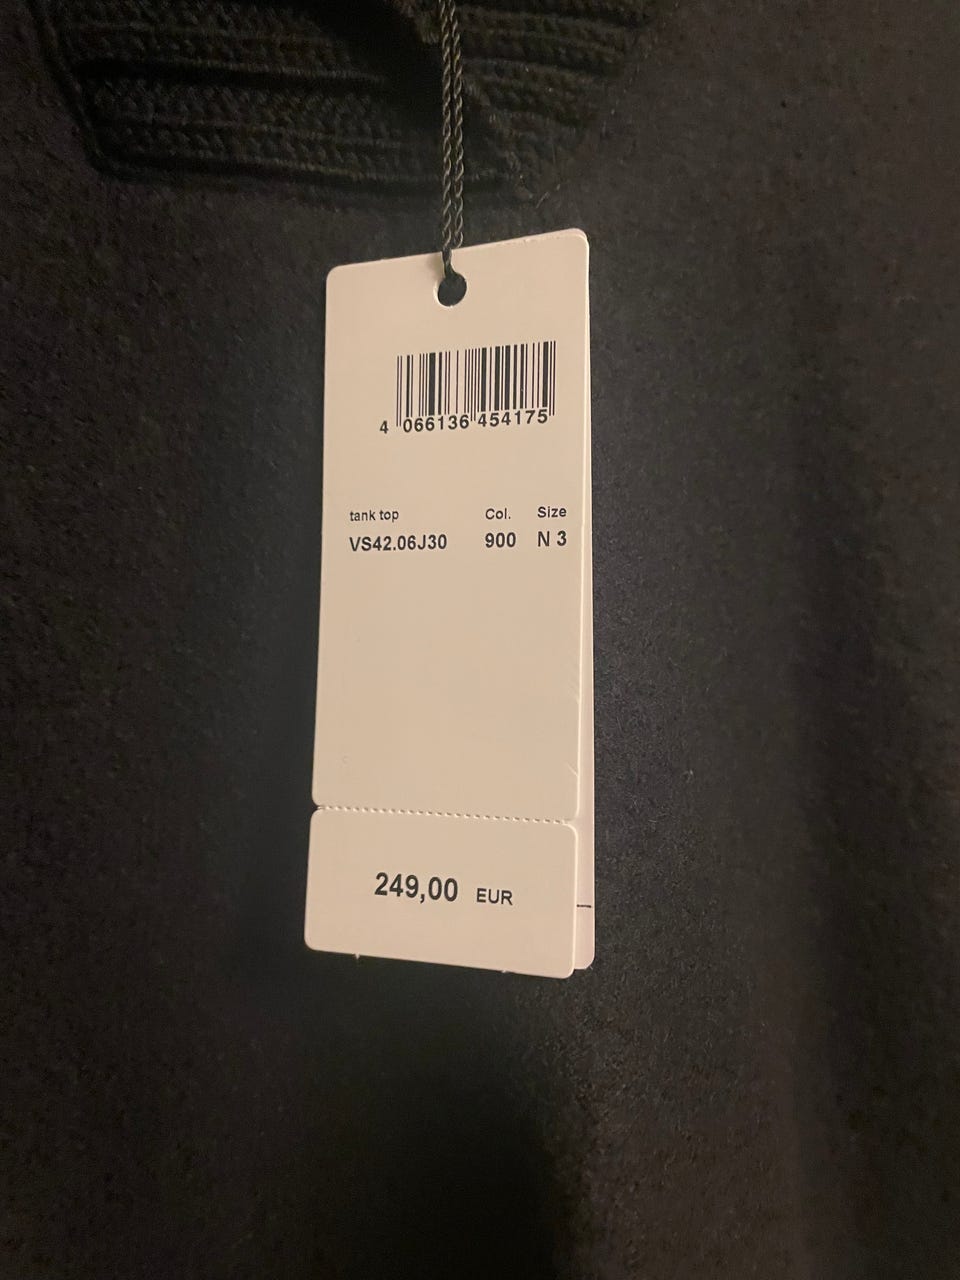 4 066136 454175
tank top Col. Size
VS42.06J30 900 N 3
249,00 EUR